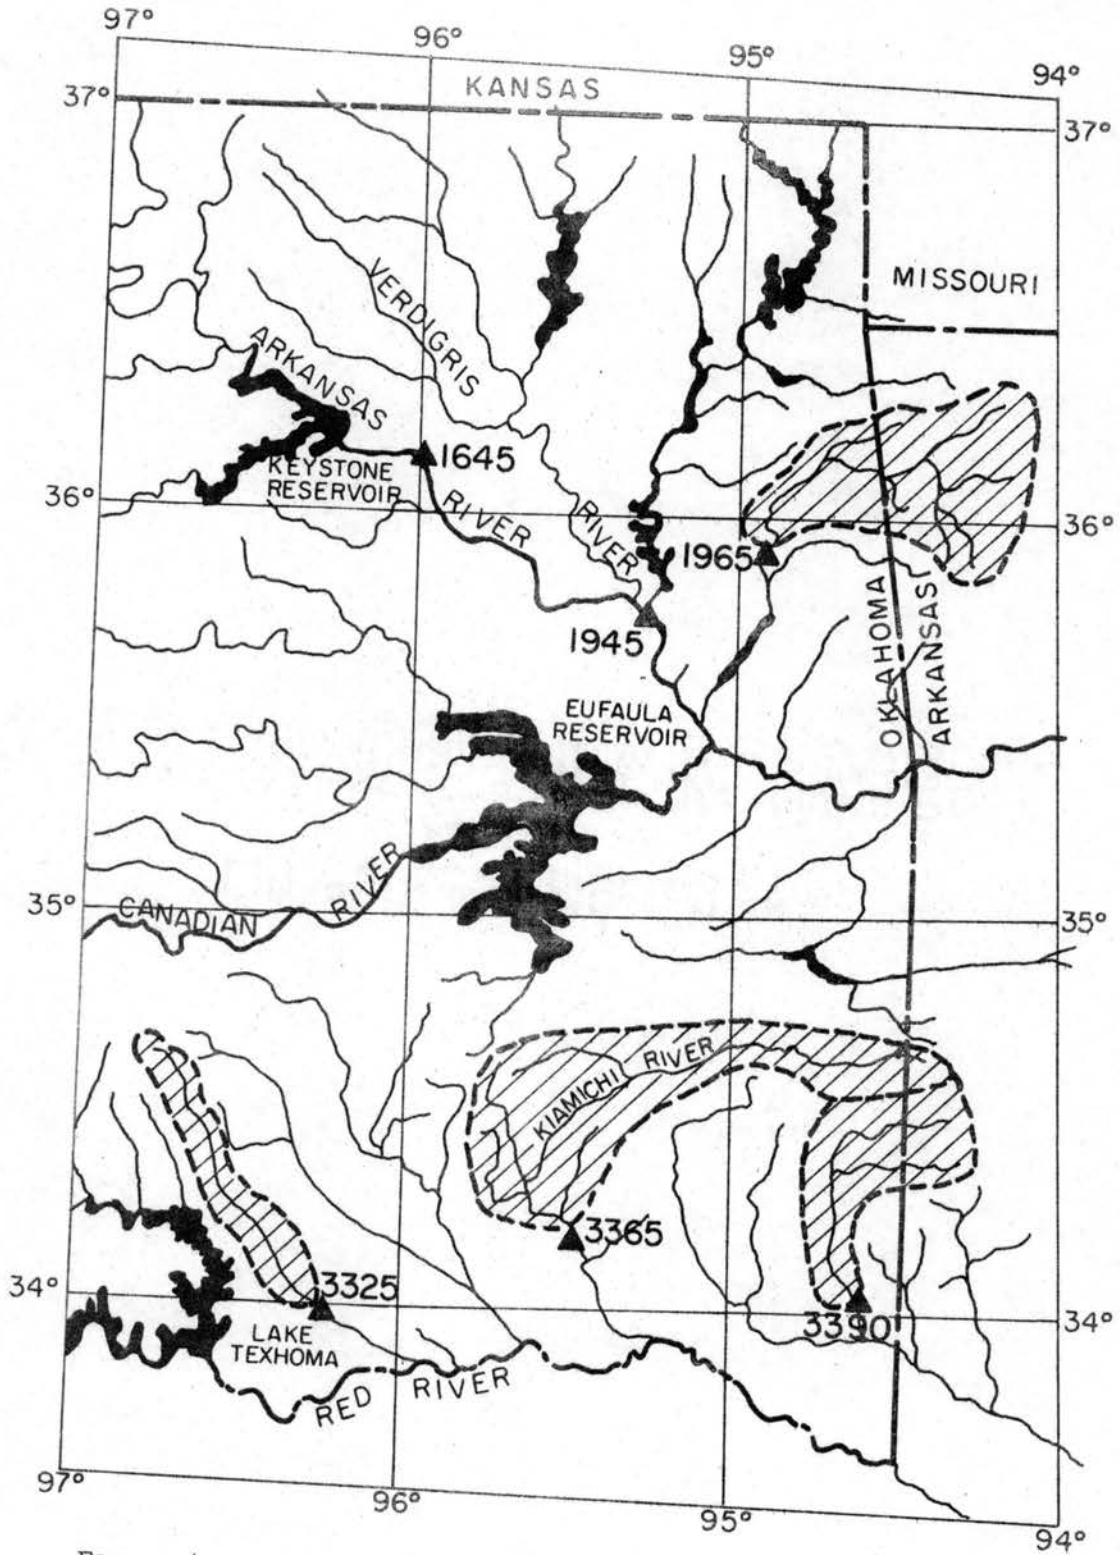 97°
96°
95°
94°
KANSAS
37°
37°
MISSOURI
VERDIGRIS
ARKANSAS
1645
KEYSTONE
RESERVOIR
36°
RIVER
RIVER
36°
1965
1945
OKLAHOMA
ARKANSAS
EUFAULA
RESERVOIR
35°
CANADIAN
RIVER
35°
KIAMICHI RIVER
3365
34°
3325
3390
34°
LAKE
TEXHOMA
RED RIVER
97°
96°
95°
94°